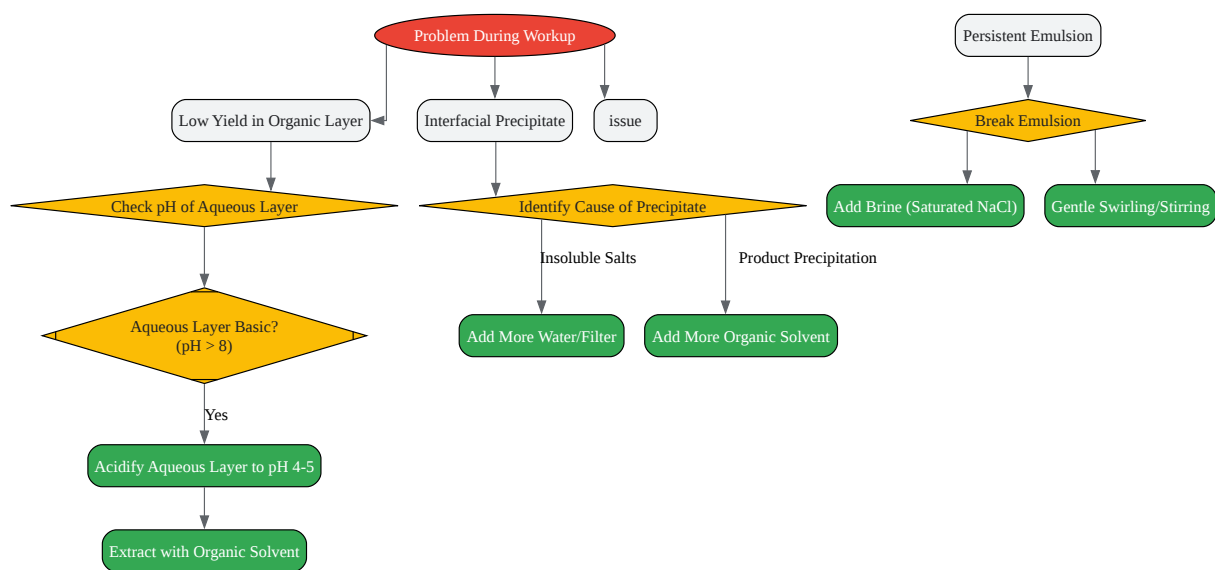 Problem During Workup
Persistent Emulsion
Low Yield in Organic Layer
Interfacial Precipitate
issue
Break Emulsion
Check pH of Aqueous Layer
Identify Cause of Precipitate
Add Brine (Saturated NaCl)
Gentle Swirling/Stirring
Insoluble Salts
Product Precipitation
Aqueous Layer Basic?
(pH > 8)
Add More Water/Filter
Add More Organic Solvent
Yes
Acidify Aqueous Layer to pH 4-5
Extract with Organic Solvent